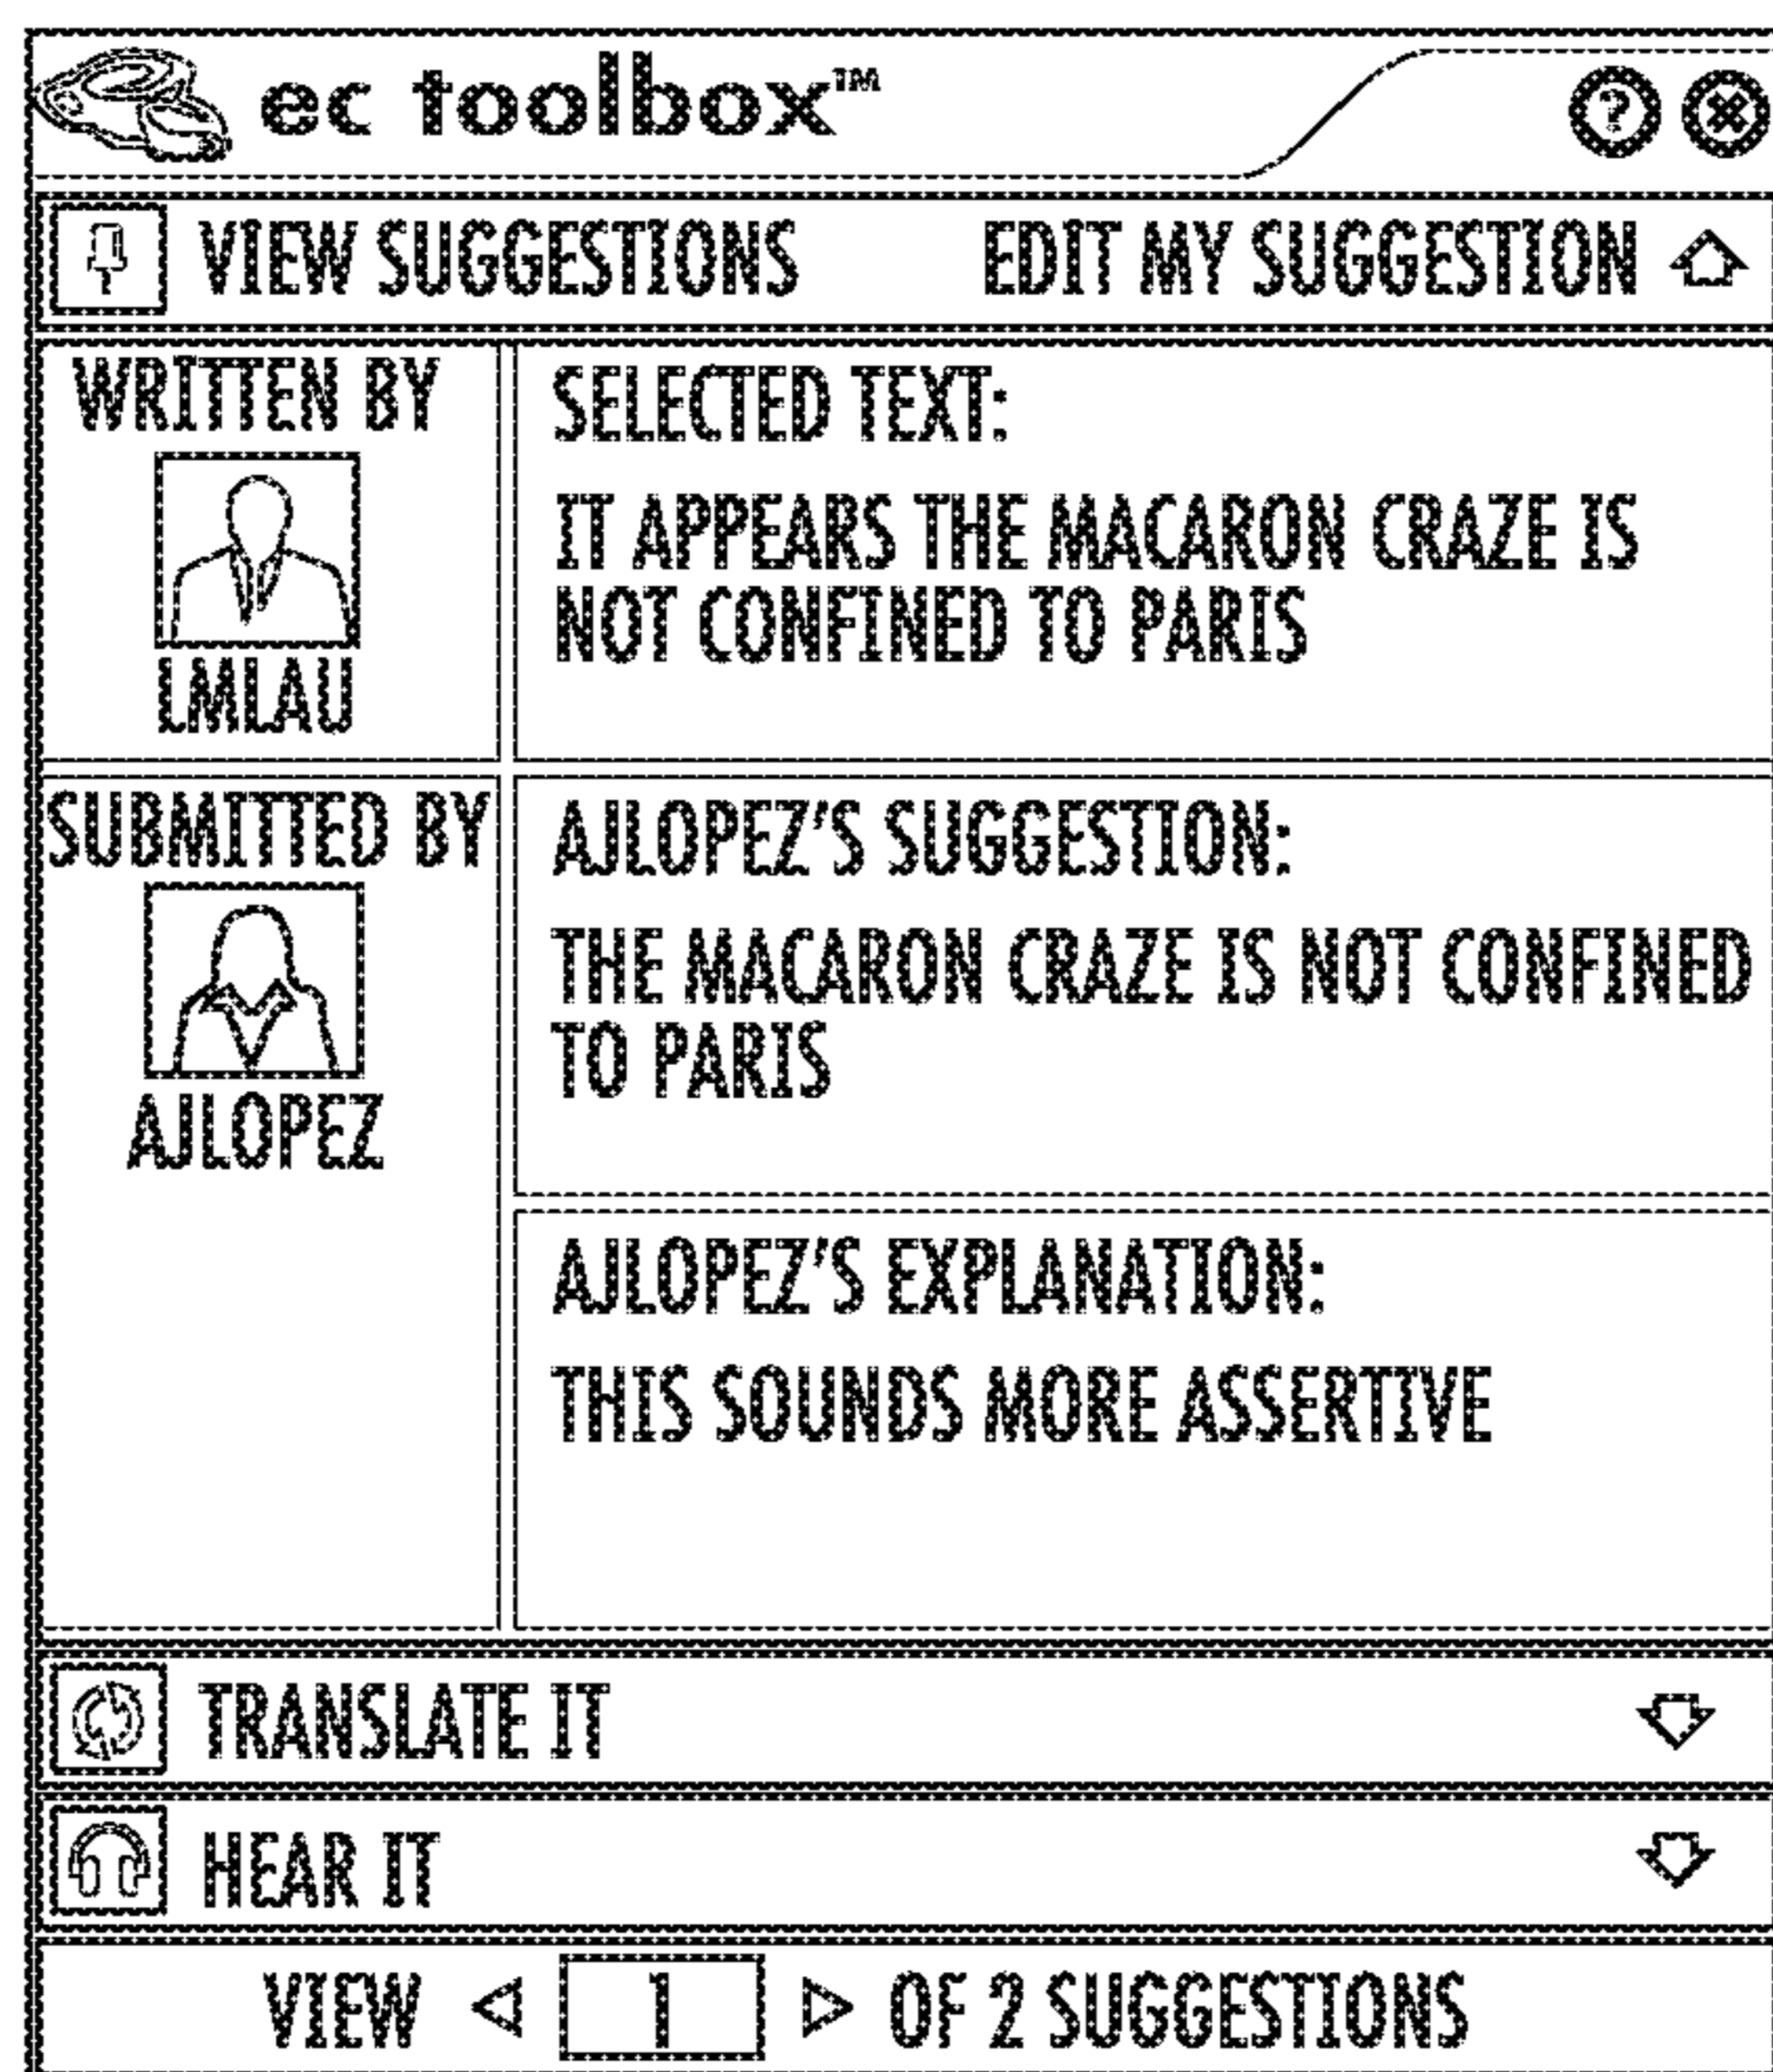 ec toolbox™
? 
VIEW SUGGESTIONS EDIT MY SUGGESTION
WRITTEN BY
LMLAU
SELECTED TEXT:
IT APPEARS THE MACARON CRAZE IS
NOT CONFINED TO PARIS
SUBMITTED BY
AJLOPEZ
AJLOPEZ'S SUGGESTION:
THE MACARON CRAZE IS NOT CONFINED
TO PARIS
AJLOPEZ'S EXPLANATION:
THIS SOUNDS MORE ASSERTIVE
TRANSLATE IT
HEAR IT
VIEW 1 OF 2 SUGGESTIONS